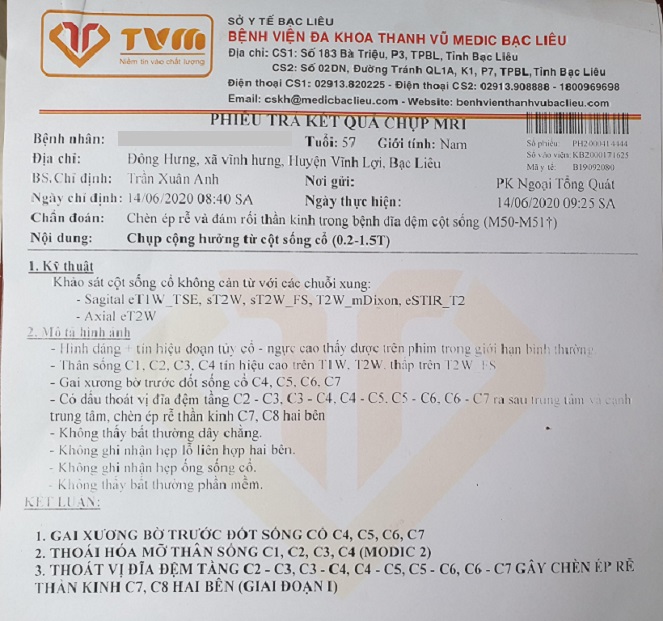 TVM
Niềm tin vào chất lượng
SỞ Y TẾ BẠC LIÊU
BỆNH VIỆN ĐA KHOA THANH VŨ MEDIC BẠC LIÊU
Địa chỉ: CS1: Số 183 Bà Triệu, P3, TPBL, Tỉnh Bạc Liêu
CS2: Số 02DN, Đường Tránh QL1A, K1, P7, TPBL, Tỉnh Bạc Liêu
Điện thoại CS1: 02913.820225 - Điện thoại CS2: 02913.908888 - 1800969698
Email: cskh@medicbaclieu.com - Website: benhvienthanhvubaclieu.com
PHIẾU TRẢ KẾT QUẢ CHỤP MRI
Bệnh nhân: Tuổi: 57 Giới tính: Nam
Số phiếu PH2000414444
Địa chỉ: Đông Hưng, xã vĩnh hưng, Huyện Vĩnh Lợi, Bạc Liêu
Số vào viện: KB2000171625
Mã y tế: B19092080
BS.Chỉ định: Trần Xuân Anh Nơi gửi: PK Ngoại Tổng Quát
Ngày chỉ định: 14/06/2020 08:40 SA Ngày thực hiện: 14/06/2020 09:25 SA
Chẩn đoán: Chèn ép rễ và đám rối thần kinh trong bệnh đĩa đệm cột sống (M50-M51†)
Nội dung: Chụp cộng hưởng từ cột sống cổ (0.2-1.5T)
1. Kỹ thuật
Khảo sát cột sống cổ không cản từ với các chuỗi xung:
- Sagital eT1W_TSE, sT2W, sT2W_FS, T2W_mDixon, eSTIR_T2
- Axial eT2W
2. Mô tả hình ảnh
- Hình dáng + tín hiệu đoạn tủy cổ - ngực cao thấy được trên phim trong giới hạn bình thường
- Thân sống C1, C2, C3, C4 tín hiệu cao trên T1W, T2W, thấp trên T2W_FS
- Gai xương bờ trước đốt sống cổ C4, C5, C6, C7
- Có dấu thoát vị đĩa đệm tầng C2 - C3, C3 - C4, C4 - C5, C5 - C6, C6 - C7 ra sau trung tâm và cạnh
trung tâm, chèn ép rễ thần kinh C7, C8 hai bên
- Không thấy bất thường dây chằng.
- Không ghi nhận hẹp lỗ liên hợp hai bên.
- Không ghi nhận hẹp ống sống cổ.
- Không thấy bất thường phần mềm.
KẾT LUẬN:
1. GAI XƯƠNG BỜ TRƯỚC ĐỐT SỐNG CỔ C4, C5, C6, C7
2. THOÁI HÓA MỠ THÂN SỐNG C1, C2, C3, C4 (MODIC 2)
3. THOÁT VỊ ĐĨA ĐỆM TẦNG C2 - C3, C3 - C4, C4 - C5, C5 - C6, C6 - C7 GÂY CHÈN ÉP RỄ
THẦN KINH C7, C8 HAI BÊN (GIAI ĐOẠN I)